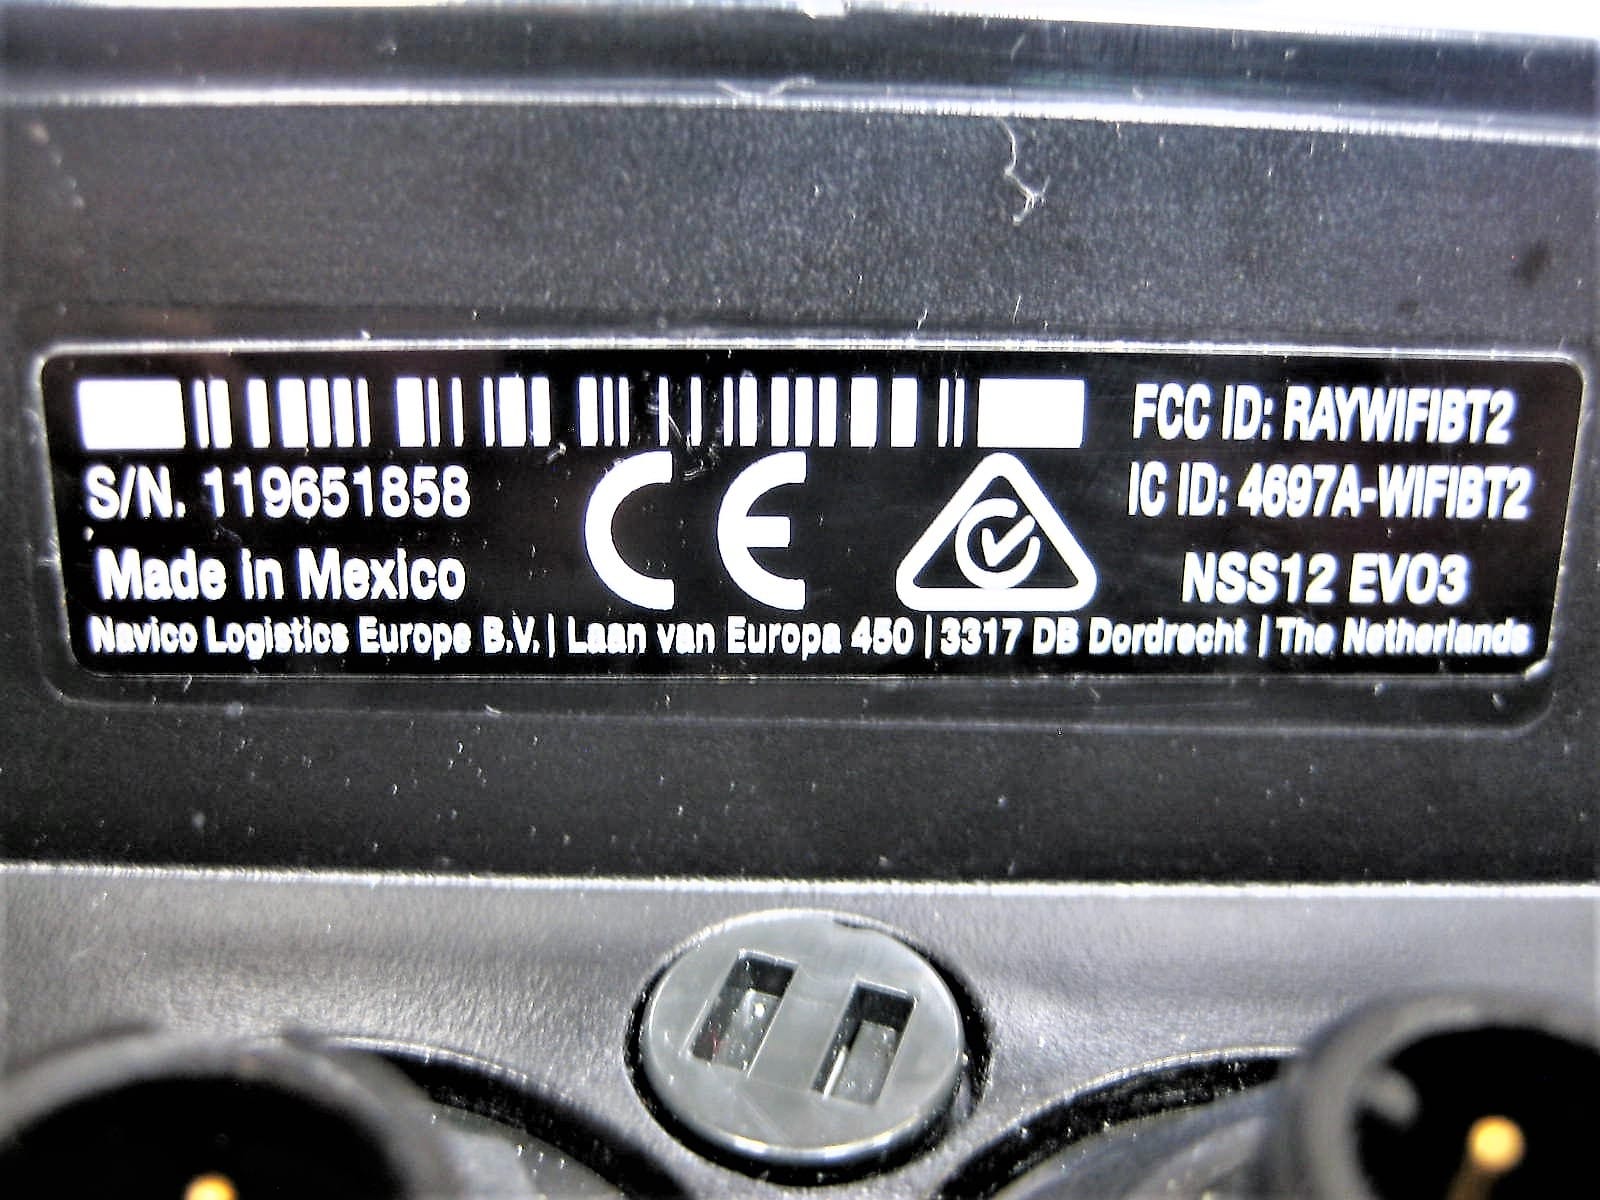 FCC ID: RAYWIFIBT2
S/N. 119651858
IC ID: 4697A-WIFIBT2
CE
Made in Mexico
NSS12 EVO3
Navico Logistics Europe B.V. | Laan van Europa 450 | 3317 DB Dordrecht | The Netherlands